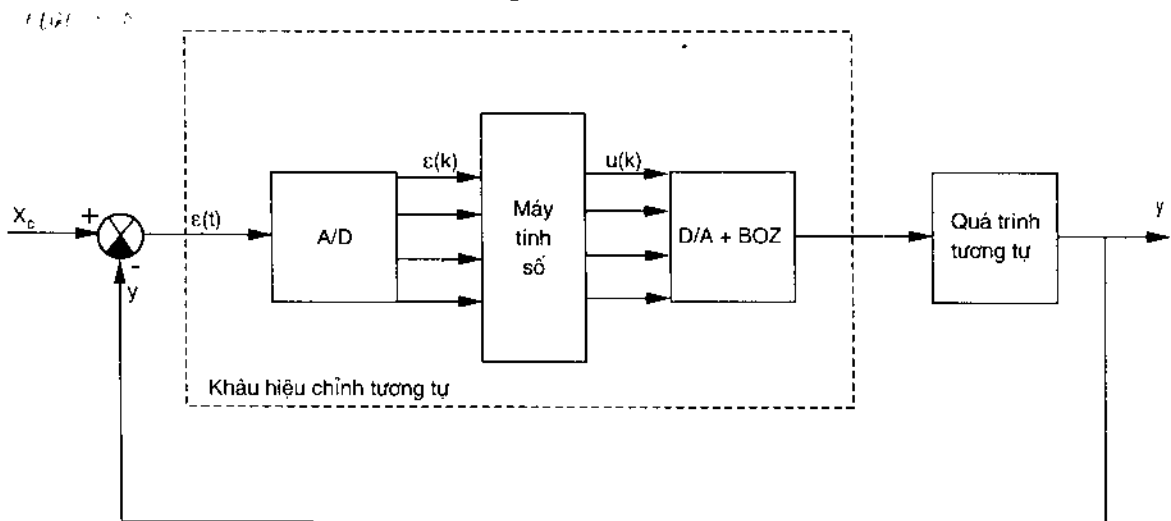 ε(k)
u(k)
X_c
+
ε(t)
A/D
Máy
tính
số
D/A + BOZ
Quá trình
tương tự
y
-
y
Khâu hiệu chỉnh tương tự